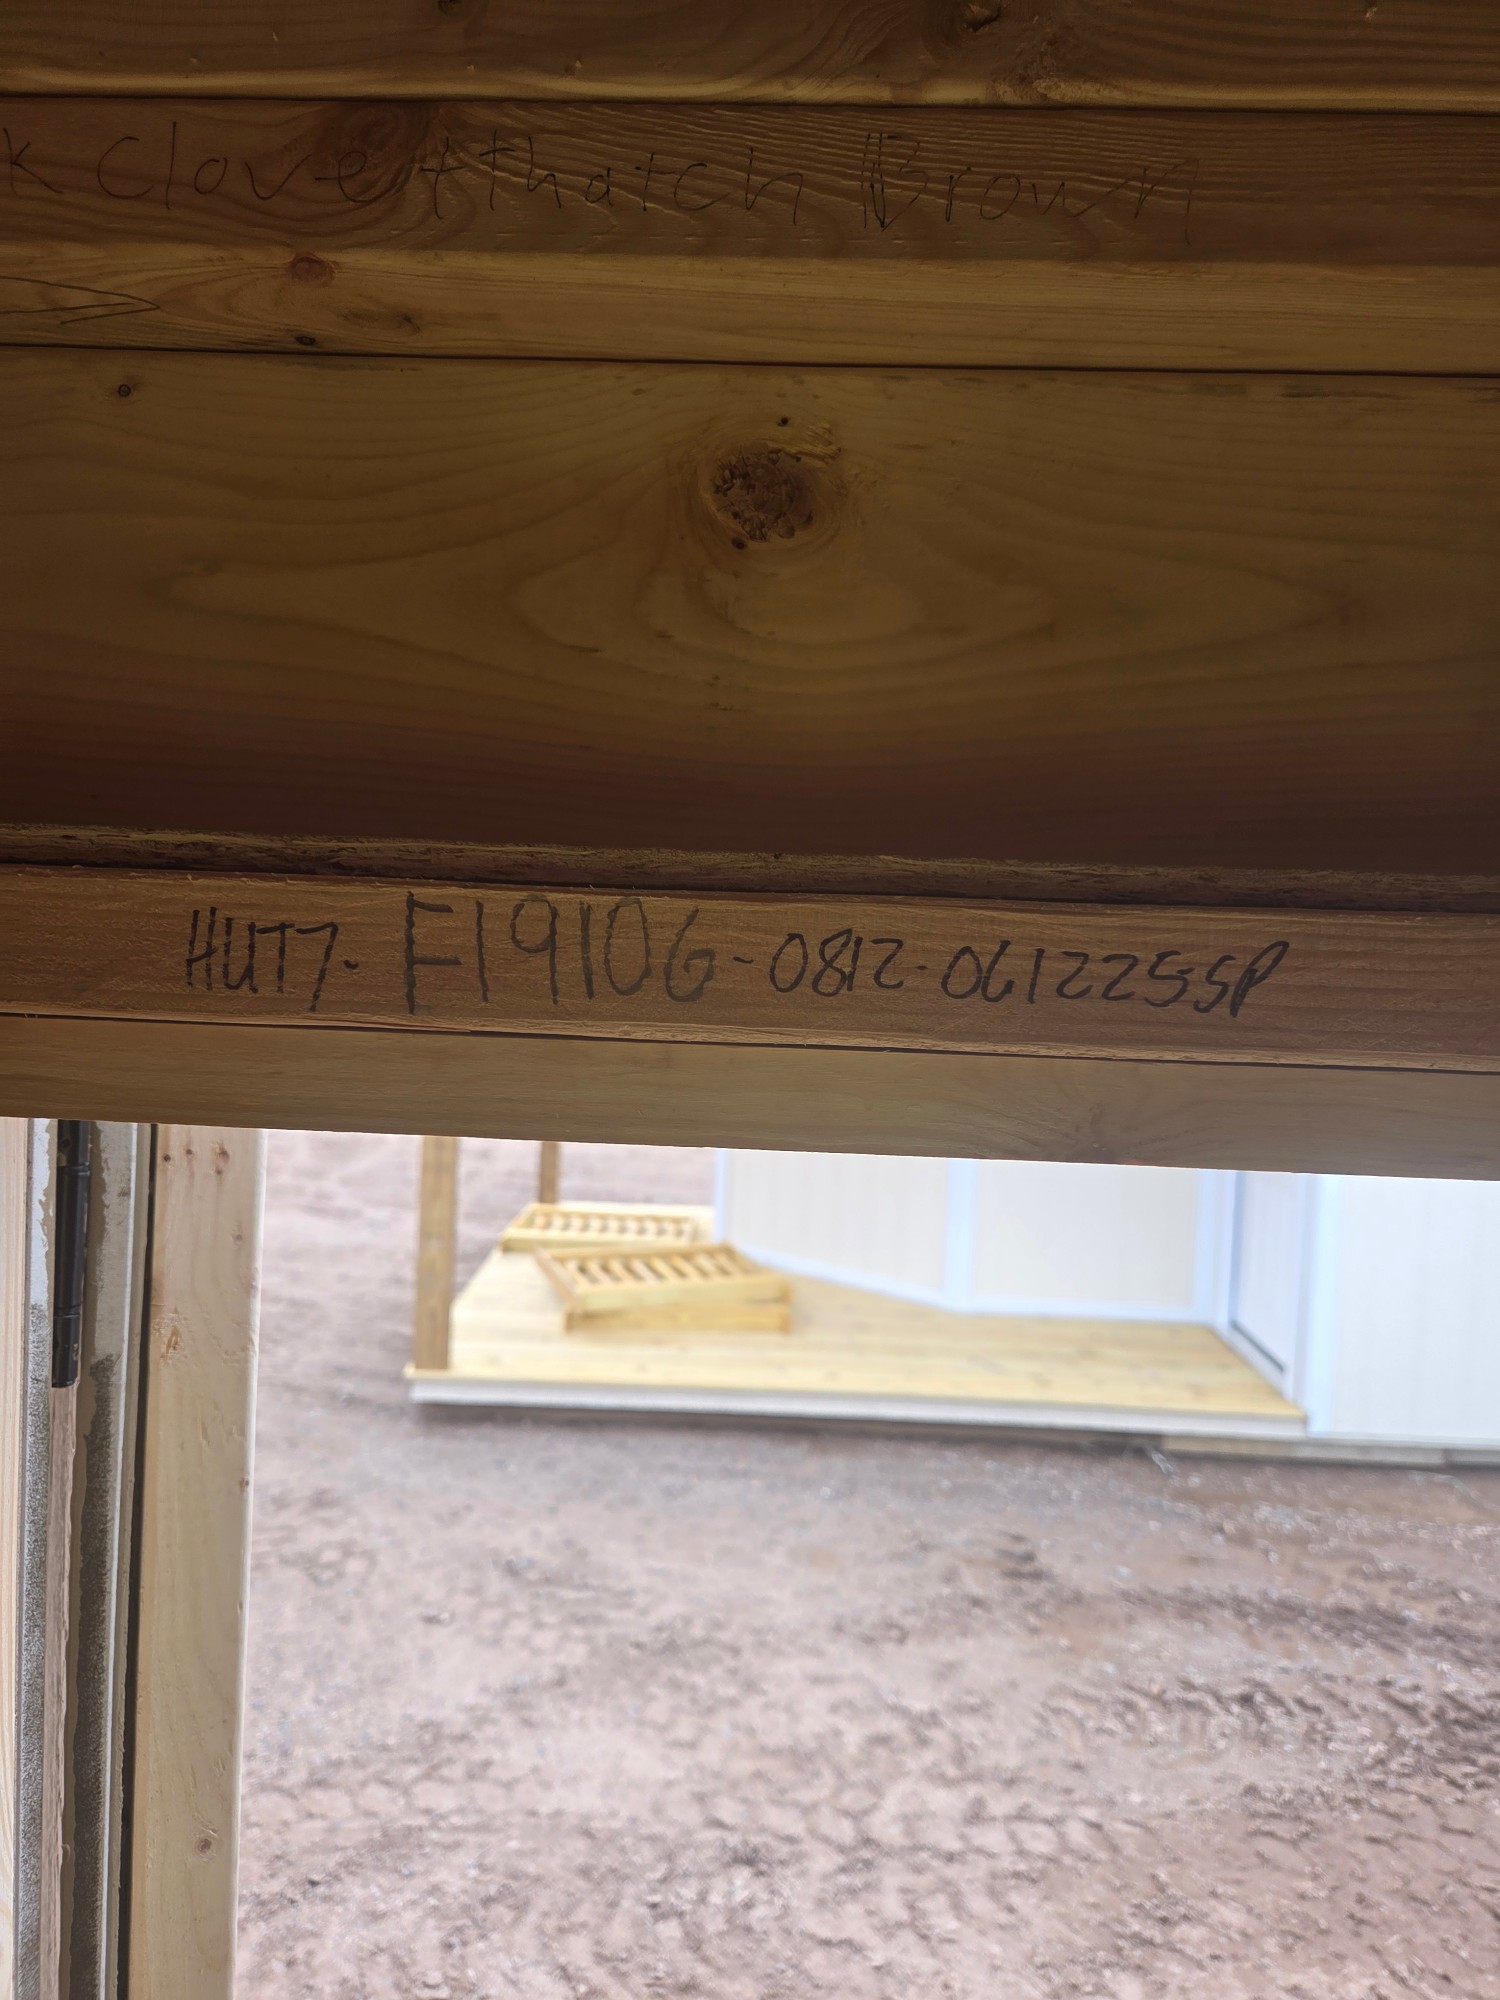 k Clove + thatch Brown
HUT7-F19106-0812-061225SP